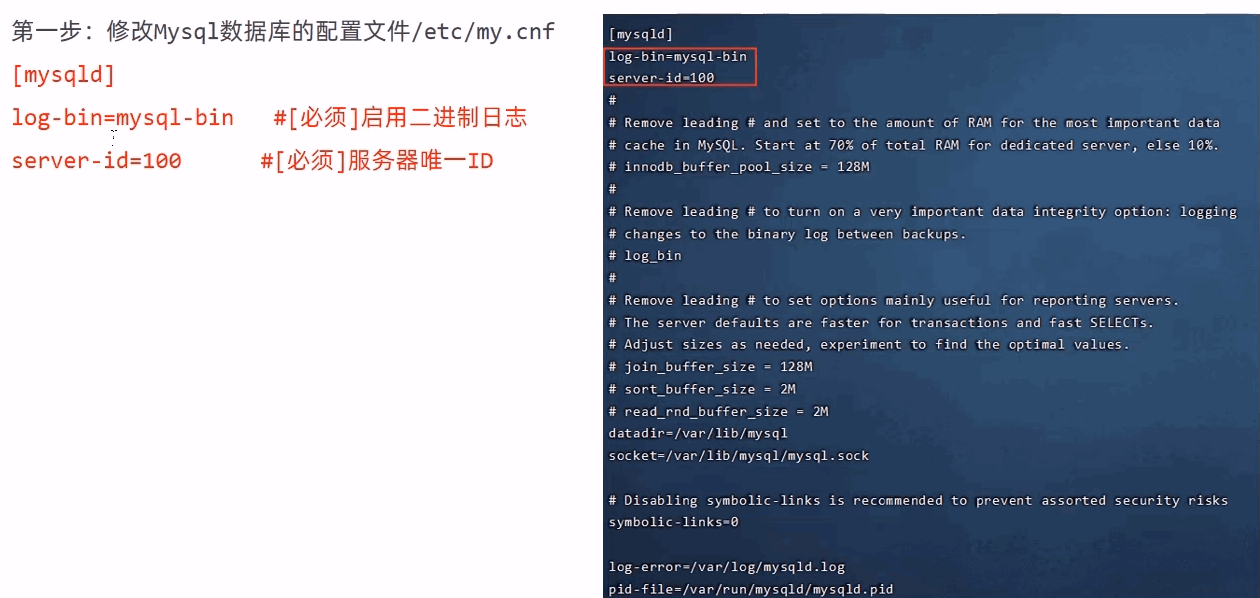 第一步：修改Mysql数据库的配置文件/etc/my.cnf
[mysqld]
log-bin=mysql-bin   #[必须]启用二进制日志
server-id=100      #[必须]服务器唯一ID
[mysqld]
log-bin=mysql-bin
server-id=100
#
# Remove leading # and set to the amount of RAM for the most important data
# cache in MySQL. Start at 70% of total RAM for dedicated server, else 10%.
# innodb_buffer_pool_size = 128M
#
# Remove leading # to turn on a very important data integrity option: logging
# changes to the binary log between backups.
# log_bin
#
# Remove leading # to set options mainly useful for reporting servers.
# The server defaults are faster for transactions and fast SELECTs.
# Adjust sizes as needed, experiment to find the optimal values.
# join_buffer_size = 128M
# sort_buffer_size = 2M
# read_rnd_buffer_size = 2M
datadir=/var/lib/mysql
socket=/var/lib/mysql/mysql.sock
# Disabling symbolic-links is recommended to prevent assorted security risks
symbolic-links=0
log-error=/var/log/mysqld.log
pid-file=/var/run/mysqld/mysqld.pid